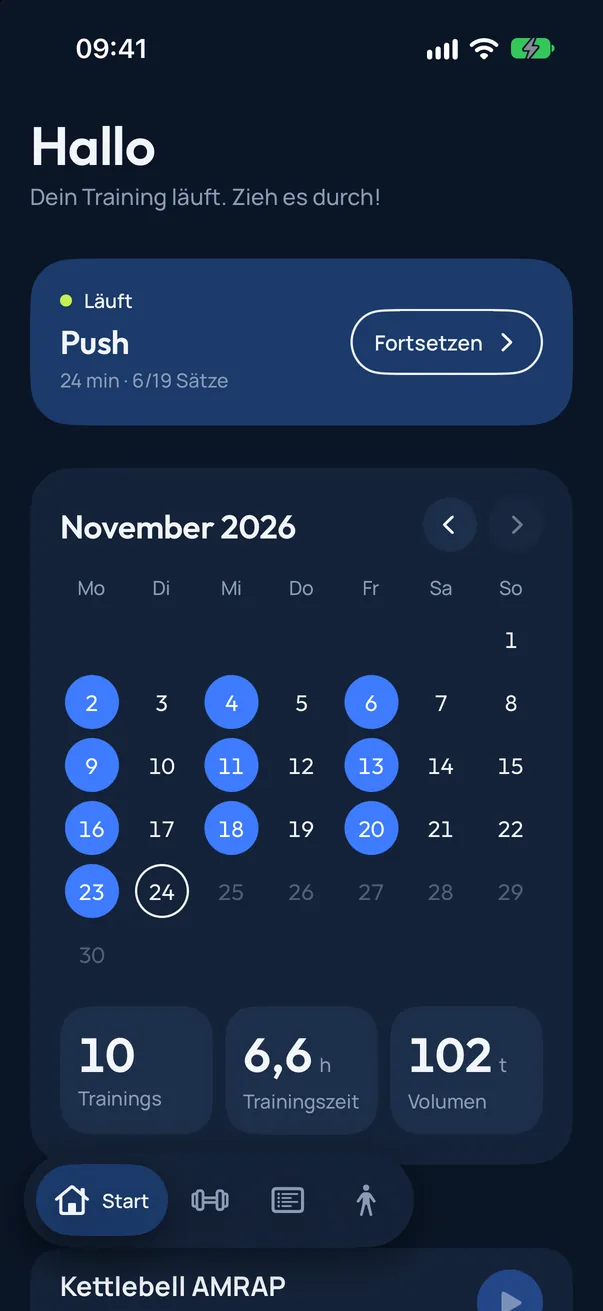 09:41
Hallo
Dein Training läuft. Zieh es durch!
Läuft
Push
24 min · 6/19 Sätze
Fortsetzen
November 2026
Mo Di Mi Do Fr Sa So
1
2 3 4 5 6 7 8
9 10 11 12 13 14 15
16 17 18 19 20 21 22
23 24 25 26 27 28 29
30
10 6,6 h 102 t
Trainings Trainingszeit Volumen
Start
Kettlebell AMRAP